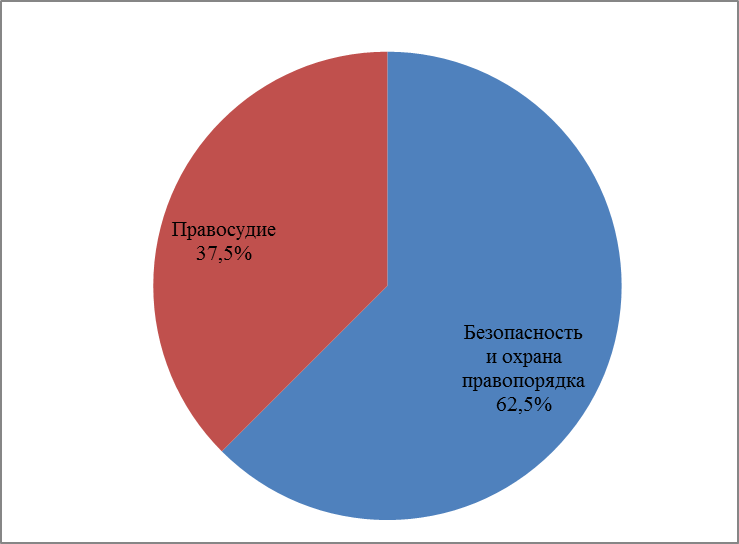 Правосудие
37,5%
Безопасность
и охрана
правопорядка
62,5%